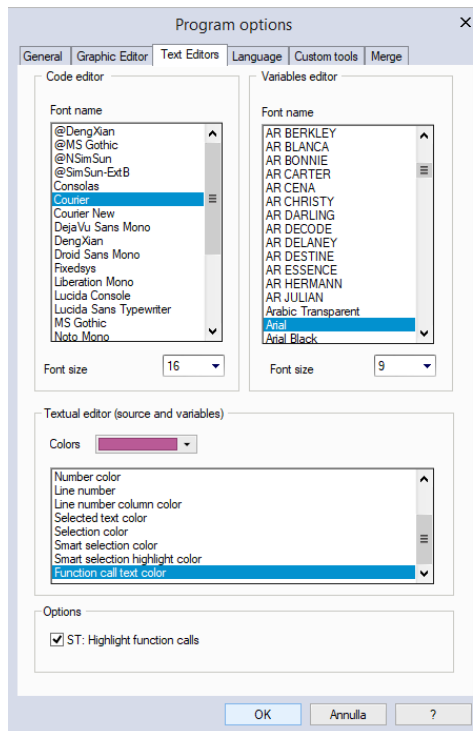 Program options
General Graphic Editor Text Editors Language Custom tools Merge
Code editor
Font name
@DengXian
@MS Gothic
@NSimSun
@SimSun-ExtB
Consolas
Courier
Courier New
DejaVu Sans Mono
DengXian
Droid Sans Mono
Fixedsys
Liberation Mono
Lucida Console
Lucida Sans Typewriter
MS Gothic
Noto Mono
Font size 16
Variables editor
Font name
AR BERKLEY
AR BLANCA
AR BONNIE
AR CARTER
AR CENA
AR CHRISTY
AR DARLING
AR DECODE
AR DELANEY
AR DESTINE
AR ESSENCE
AR HERMANN
AR JULIAN
Arabic Transparent
Arial
Arial Black
Font size 9
Textual editor (source and variables)
Colors
Number color
Line number
Line number column color
Selected text color
Selection color
Smart selection color
Smart selection highlight color
Function call text color
Options
ST: Highlight function calls
OK Annulla ?